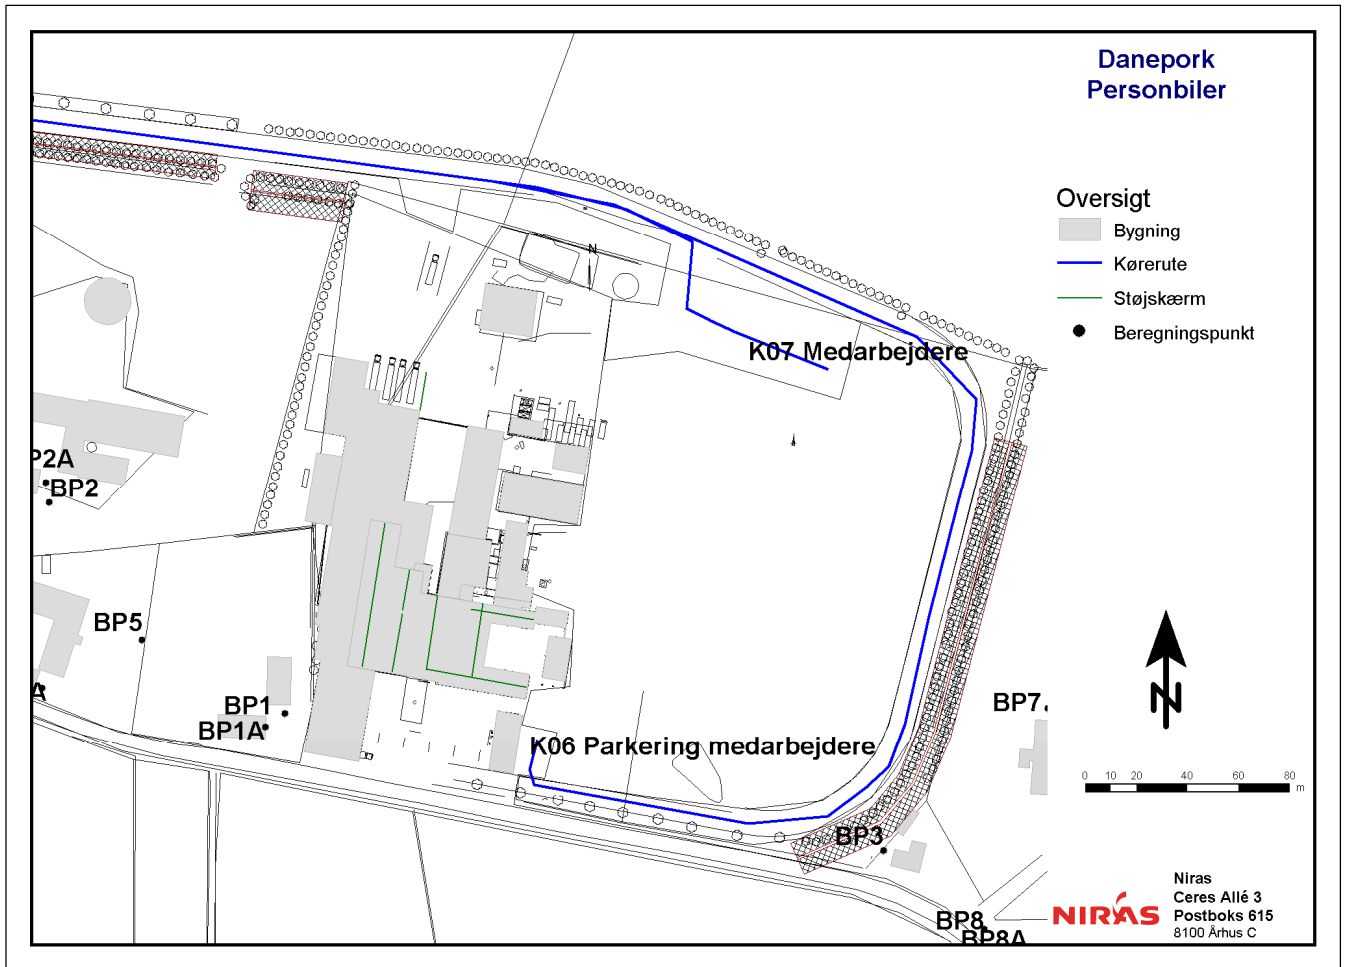 Danepork
Personbiler
Oversigt
Bygning
Kørerute
Støjskærm
Beregningspunkt
N
K07 Medarbejdere
P2A
BP2
BP5
A
BP1
BP1A
K06 Parkering medarbejdere
BP7
BP3
BP8
BP8A
N
0 10 20 40 60 80
m
NIRAS
Niras
Ceres Allé 3
Postboks 615
8100 Århus C